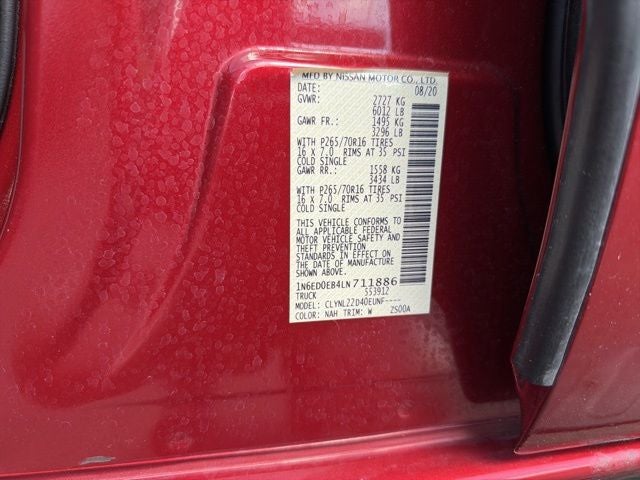 MFD BY NISSAN MOTOR CO., LTD.
DATE: 08/20
GVWR: 2727 KG
6012 LB
GAWR FR.: 1495 KG
3296 LB
WITH P265/70R16 TIRES
16 X 7.0 RIMS AT 35 PSI
COLD SINGLE
GAWR RR.: 1558 KG
3434 LB
WITH P265/70R16 TIRES
16 X 7.0 RIMS AT 35 PSI
COLD SINGLE
THIS VEHICLE CONFORMS TO
ALL APPLICABLE FEDERAL
MOTOR VEHICLE SAFETY AND
THEFT PREVENTION
STANDARDS IN EFFECT ON
THE DATE OF MANUFACTURE
SHOWN ABOVE.
1N6ED0EB4LN711886
TRUCK 553912
MODEL: CLYNLZZD40EUNF----
COLOR: NAH TRIM: W ZS00A